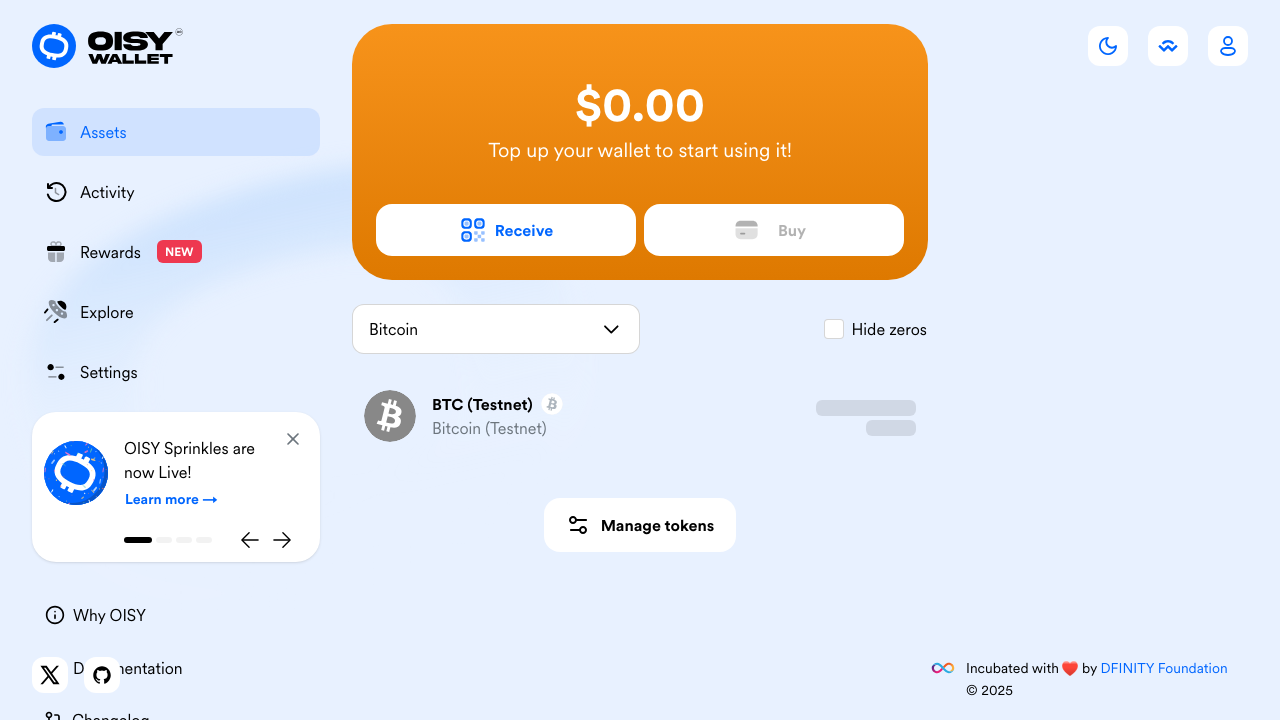 OISY
WALLET
Assets
Activity
Rewards NEW
Explore
Settings
OISY Sprinkles are
now Live!
Learn more →
Why OISY
Changelog
$0.00
Top up your wallet to start using it!
Receive
Buy
Bitcoin
Hide zeros
BTC (Testnet)
Bitcoin (Testnet)
Manage tokens
Incubated with ❤️ by DFINITY Foundation
© 2025